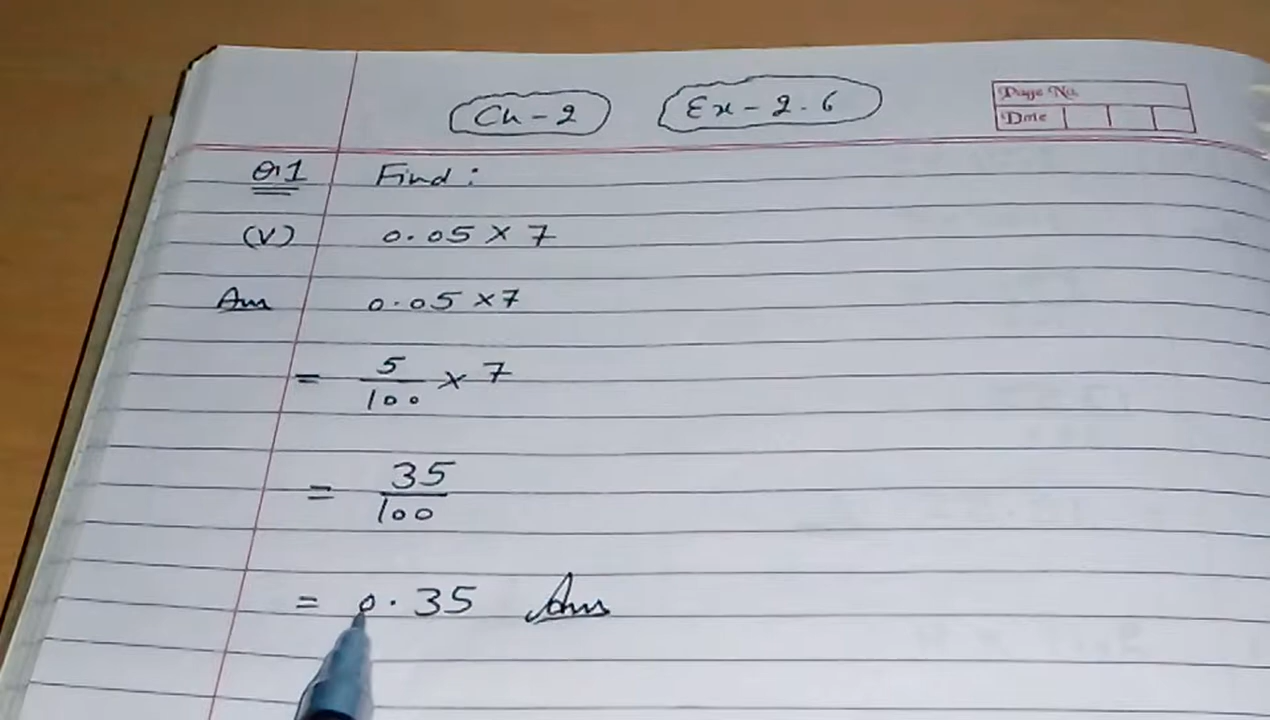 Ch-2 Ex-2.6
Page No.
Date
Q.1 Find:
(V) 0.05 × 7
Ans 0.05 × 7
= 5/100 × 7
= 35/100
= 0.35 Ans